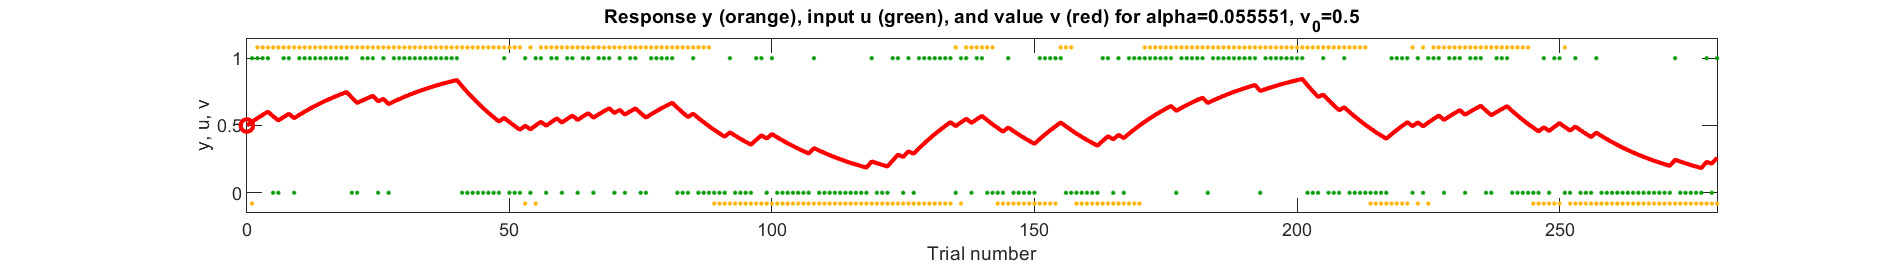 Response y (orange), input u (green), and value v (red) for alpha=0.055551, v0=0.5
y, u, v
1
0.5
0
0 50 100 150 200 250
Trial number